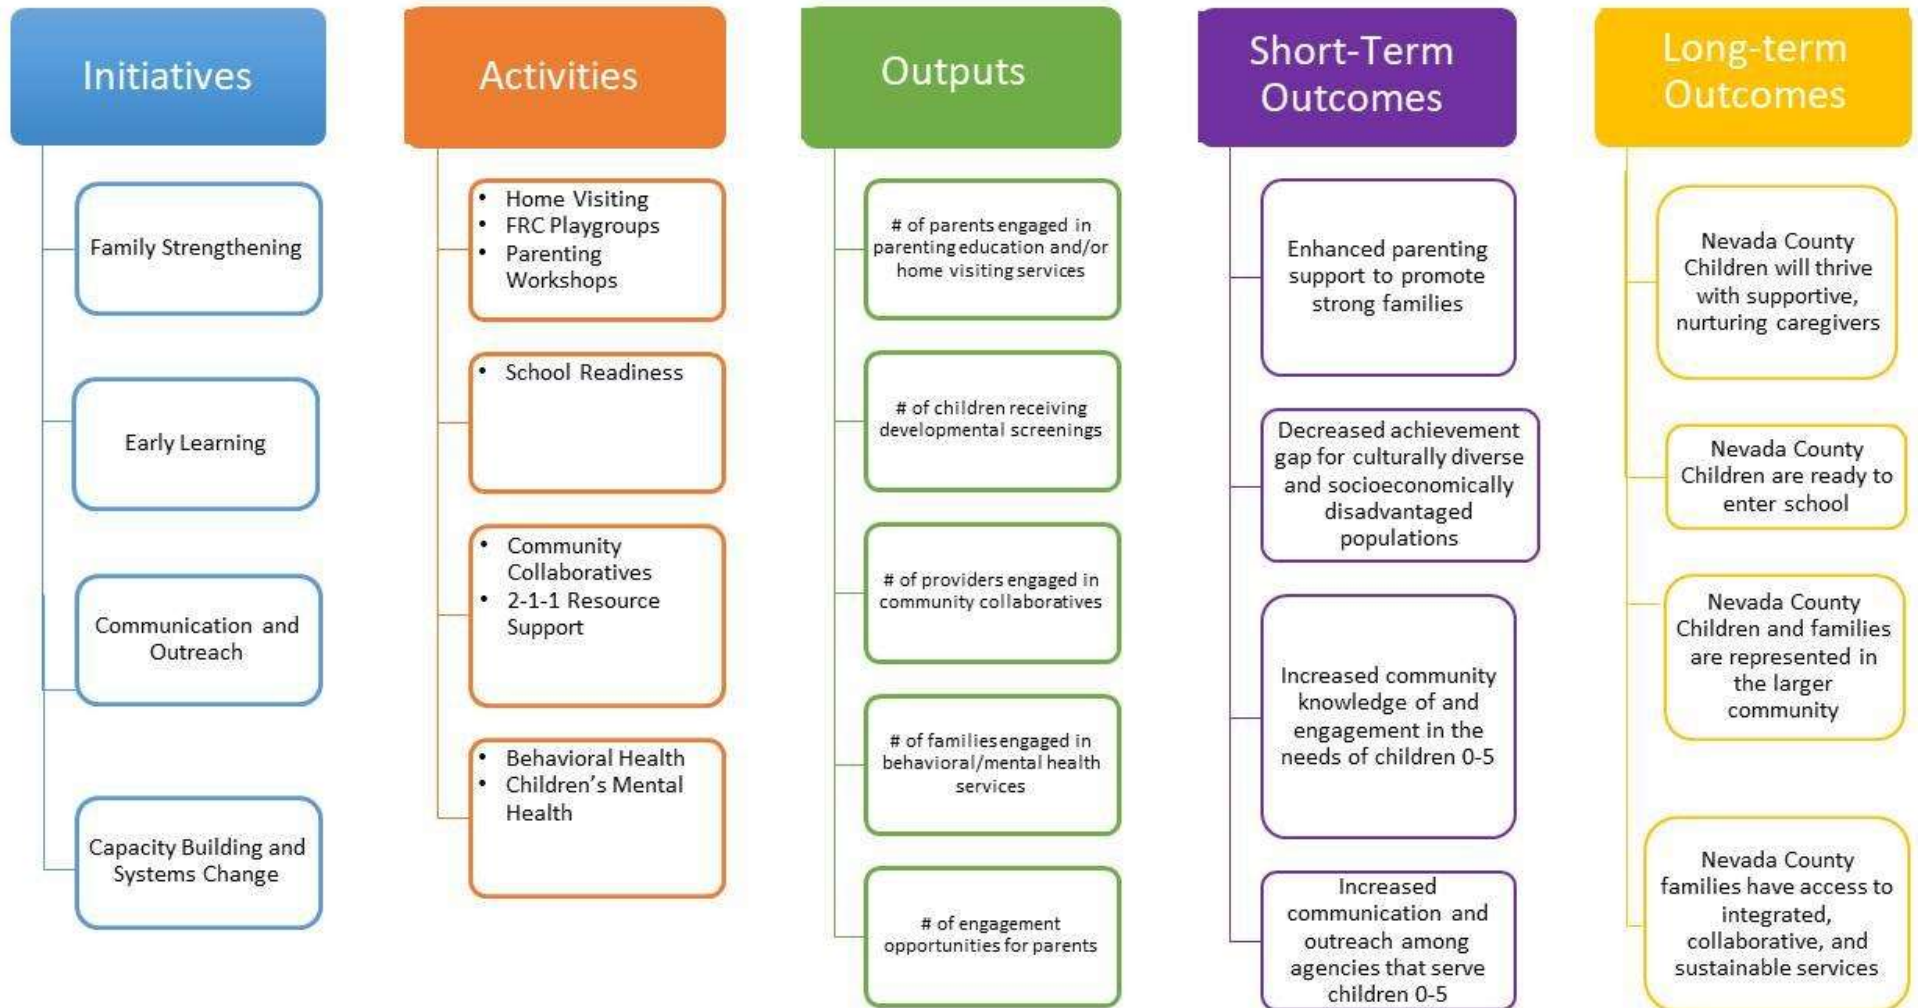 Initiatives
Family Strengthening
Early Learning
Communication and
Outreach
Capacity Building and
Systems Change
Activities
• Home Visiting
• FRC Playgroups
• Parenting
Workshops
• School Readiness
• Community
Collaboratives
• 2-1-1 Resource
Support
• Behavioral Health
• Children’s Mental
Health
Outputs
# of parents engaged in
parenting education and/or
home visiting services
# of children receiving
developmental screenings
# of providers engaged in
community collaboratives
# of families engaged in
behavioral/mental health
services
# of engagement
opportunities for parents
Short-Term
Outcomes
Enhanced parenting
support to promote
strong families
Decreased achievement
gap for culturally diverse
and socioeconomically
disadvantaged
populations
Increased community
knowledge of and
engagement in the
needs of children 0-5
Increased
communication and
outreach among
agencies that serve
children 0-5
Long-term
Outcomes
Nevada County
Children will thrive
with supportive,
nurturing caregivers
Nevada County
Children are ready to
enter school
Nevada County
Children and families
are represented in
the larger
community
Nevada County
families have access to
integrated,
collaborative, and
sustainable services